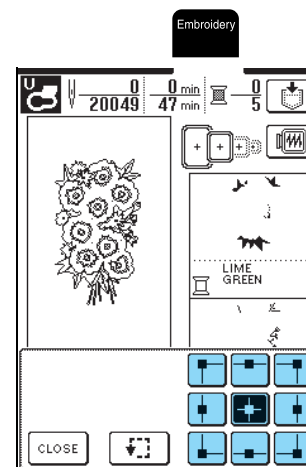 Embroidery
U
0 0 min 0
20049 47 min 5
LIME
GREEN
CLOSE